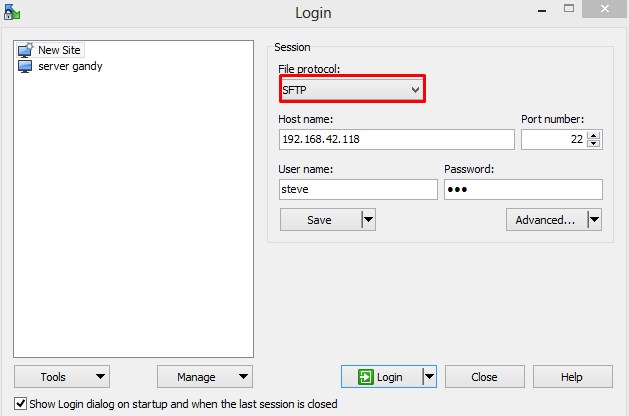 Login
New Site
server gandy
Session
File protocol:
SFTP
Host name:
Port number:
192.168.42.118
22
User name:
Password:
steve
●●●
Save
Advanced...
Tools
Manage
Login
Close
Help
Show Login dialog on startup and when the last session is closed